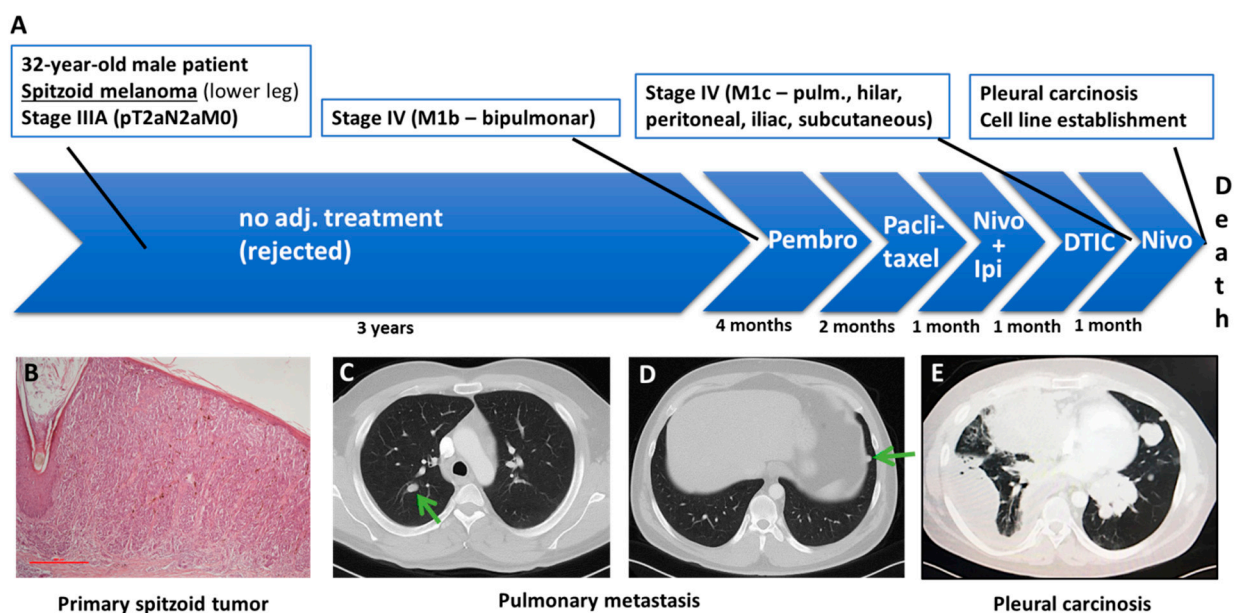 A
32-year-old male patient
Spitzoid melanoma (lower leg)
Stage IIIA (pT2aN2aM0)
Stage IV (M1b – bipulmonar)
Stage IV (M1c – pulm., hilar,
peritoneal, iliac, subcutaneous)
Pleural carcinosis
Cell line establishment
no adj. treatment
(rejected)
Pembro
Pacli-
taxel
Nivo
+
Ipi
DTIC
Nivo
Death
3 years
4 months
2 months
1 month
1 month
1 month
B
C
D
E
Primary spitzoid tumor
Pulmonary metastasis
Pleural carcinosis